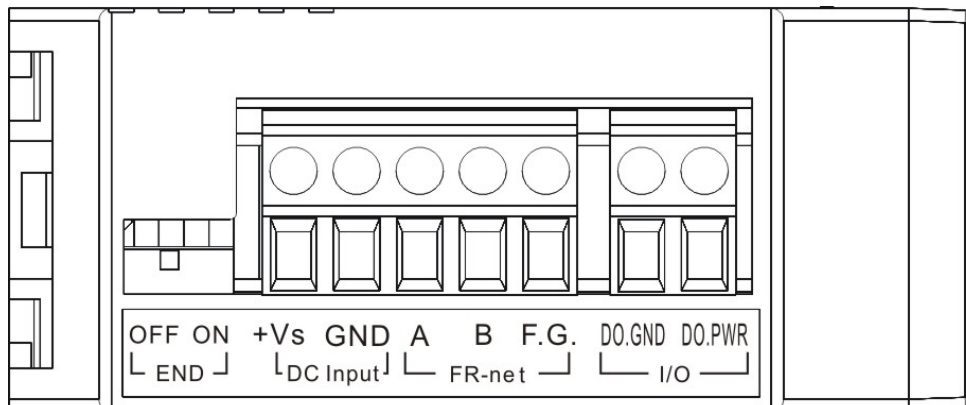 OFF ON +Vs GND A B F.G. DO.GND DO.PWR
END DC Input FR-net I/O